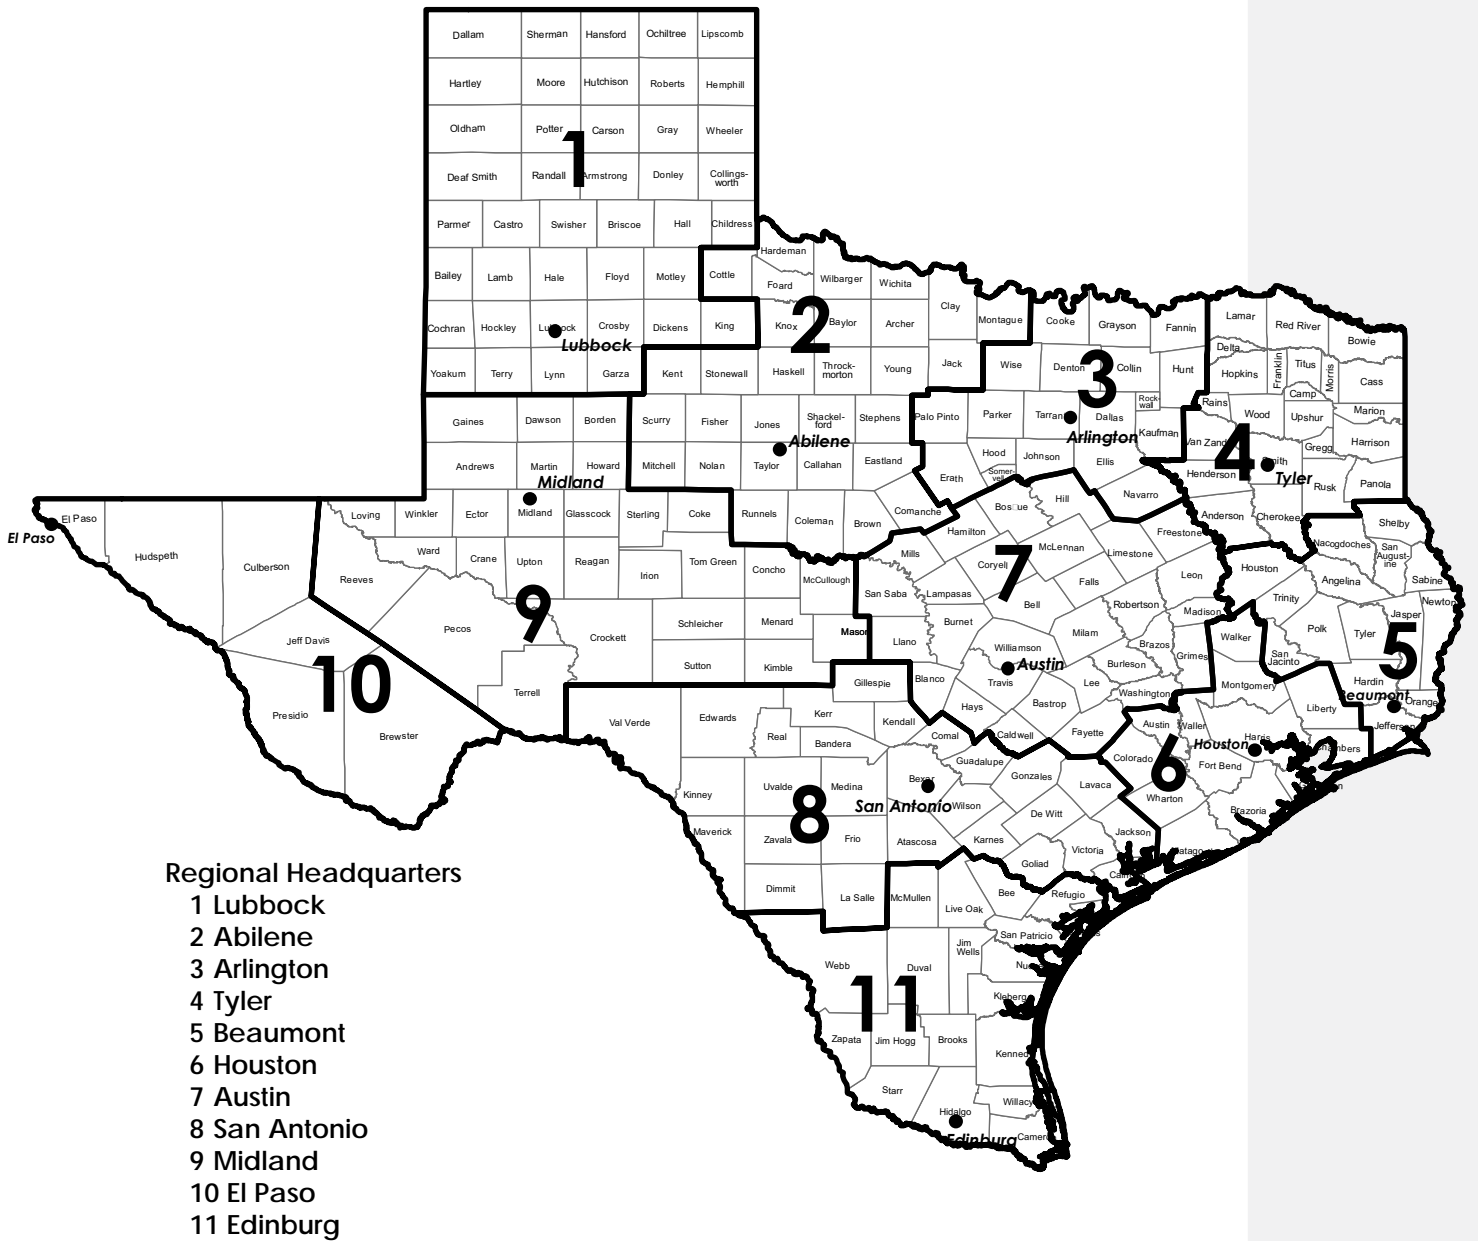 Dallam Sherman Hansford Ochiltree Lipscomb
Hartley Moore Hutchison Roberts Hemphill
Oldham Potter Carson Gray Wheeler
1
Deaf Smith Randall Armstrong Donley Collings-
worth
Parmer Castro Swisher Briscoe Hall Childress
Hardeman
Bailey Lamb Hale Floyd Motley Cottle Foard Wilbarger Wichita
Clay
Cochran Hockley Lubbock Crosby Dickens King Knox Baylor Archer Montague Cooke Grayson Fannin Lamar Red River Bowie
2
Lubbock
Delta
Yoakum Terry Lynn Garza Kent Stonewall Haskell Throck-
morton Young Jack Wise Denton Collin Hunt Hopkins Franklin Titus Morris Cass
3
Camp
Gaines Dawson Borden Scurry Fisher Jones Shackel-
ford Stephens Palo Pinto Parker Dallas Rock-
wall Rains Wood Upshur Marion
Abilene Arlington Kaufman
4
Harrison
Gregg
Andrews Martin Howard Mitchell Nolan Taylor Callahan Eastland Hood Johnson Ellis Henderson
Tyler
Rusk Panola
Midland
Erath Somer-
vell Navarro
El Paso Loving Winkler Ector Midland Glasscock Sterling Coke Runnels Coleman Brown Comanche Hill Anderson Cherokee Shelby
El Paso
Hamilton Freestone Nacogdoches San
August-
ine
Hudspeth Culberson Ward Crane Upton Reagan Irion Tom Green Concho McCullough Mills McLennan Limestone
7
Reeves San Saba Lampasas Falls Leon Houston Angelina Sabine
9
Bell Robertson Madison Trinity Newton
Jasper
Pecos Crockett Schleicher Menard Mason Llano Burnet Milam Brazos Grimes Walker Polk Tyler
5
Jeff Davis Williamson
10
Austin
San
Jacinto
Sutton Kimble Travis Burleson
Terrell Gillespie Blanco Lee Washington Montgomery Hardin
Beaumont
Orange
Presidio Brewster Val Verde Edwards Kerr Kendall Hays Bastrop Austin Waller Liberty
Real Bandera Comal Caldwell Fayette Houston Harris Jefferson
Guadalupe Colorado
6
Fort Bend Chambers
Kinney Uvalde Medina Bexar Gonzales Lavaca
8
San Antonio
Wilson Wharton
De Witt Brazoria
Maverick Zavala Frio Atascosa Karnes Jackson
Victoria
Goliad
Dimmit La Salle McMullen Bee Refugio
Live Oak
San Patricio
Jim
Wells
Webb Duval
11
Kleberg
Zapata Jim Hogg Brooks
Starr Willacy
Hidalgo
Edinburg
Regional Headquarters
1 Lubbock
2 Abilene
3 Arlington
4 Tyler
5 Beaumont
6 Houston
7 Austin
8 San Antonio
9 Midland
10 El Paso
11 Edinburg